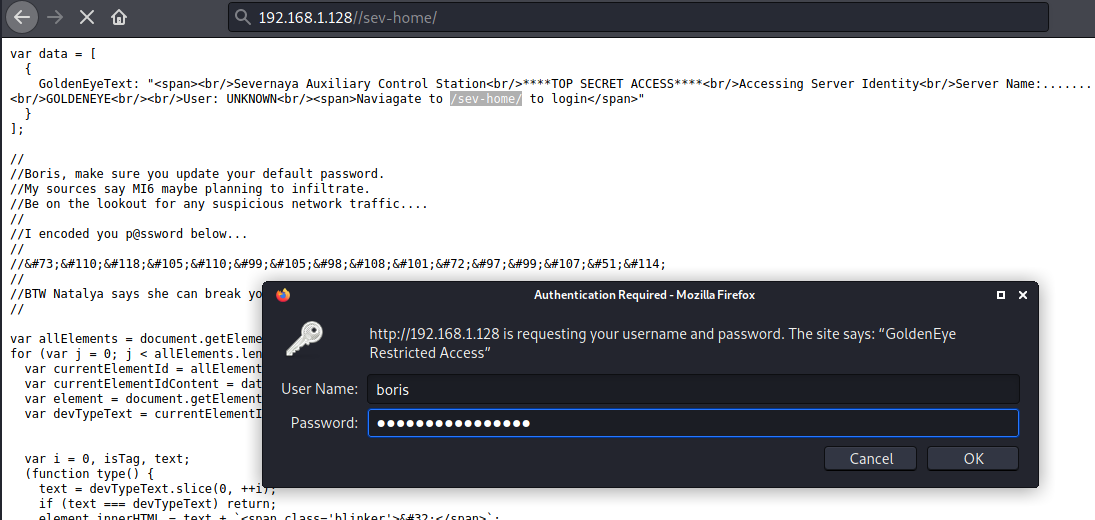 192.168.1.128//sev-home/
var data = [
{
GoldenEyeText: "<span><br/>Severnaya Auxiliary Control Station<br/>****TOP SECRET ACCESS****<br/>Accessing Server Identity<br/>Server Name:.......
<br/>GOLDENEYE<br/><br/>User: UNKNOWN<br/><span>Naviagate to /sev-home/ to login</span>"
}
];
//
//Boris, make sure you update your default password.
//My sources say MI6 maybe planning to infiltrate.
//Be on the lookout for any suspicious network traffic....
//
//I encoded you p@ssword below...
//
//&#73;&#110;&#118;&#105;&#110;&#99;&#105;&#98;&#108;&#101;&#72;&#97;&#99;&#107;&#51;&#114;
//
//BTW Natalya says she can break yo
//
var allElements = document.getEleme
for (var j = 0; j < allElements.len
var currentElementId = allElement
var currentElementIdContent = dat
var element = document.getElement
var devTypeText = currentElementI
var i = 0, isTag, text;
(function type() {
text = devTypeText.slice(0, ++i);
if (text === devTypeText) return;
element.innerHTML = text + `<span class='blinker'>&#32;</span>`;
Authentication Required - Mozilla Firefox
http://192.168.1.128 is requesting your username and password. The site says: “GoldenEye
Restricted Access”
User Name: boris
Password: ●●●●●●●●●●●●●●●●
Cancel OK